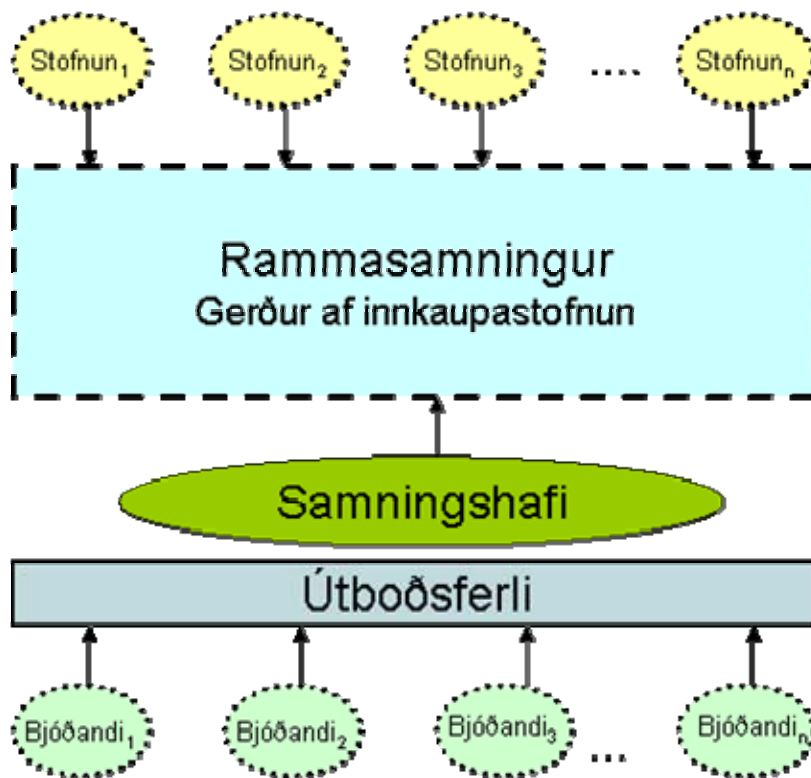 Stofnun₁ Stofnun₂ Stofnun₃ .... Stofnunₙ
Rammasamningur
Gerður af innkaupastofnun
Samningshafi
Útboðsferli
Bjóðandi₁ Bjóðandi₂ Bjóðandi₃ ... Bjóðandiₙ